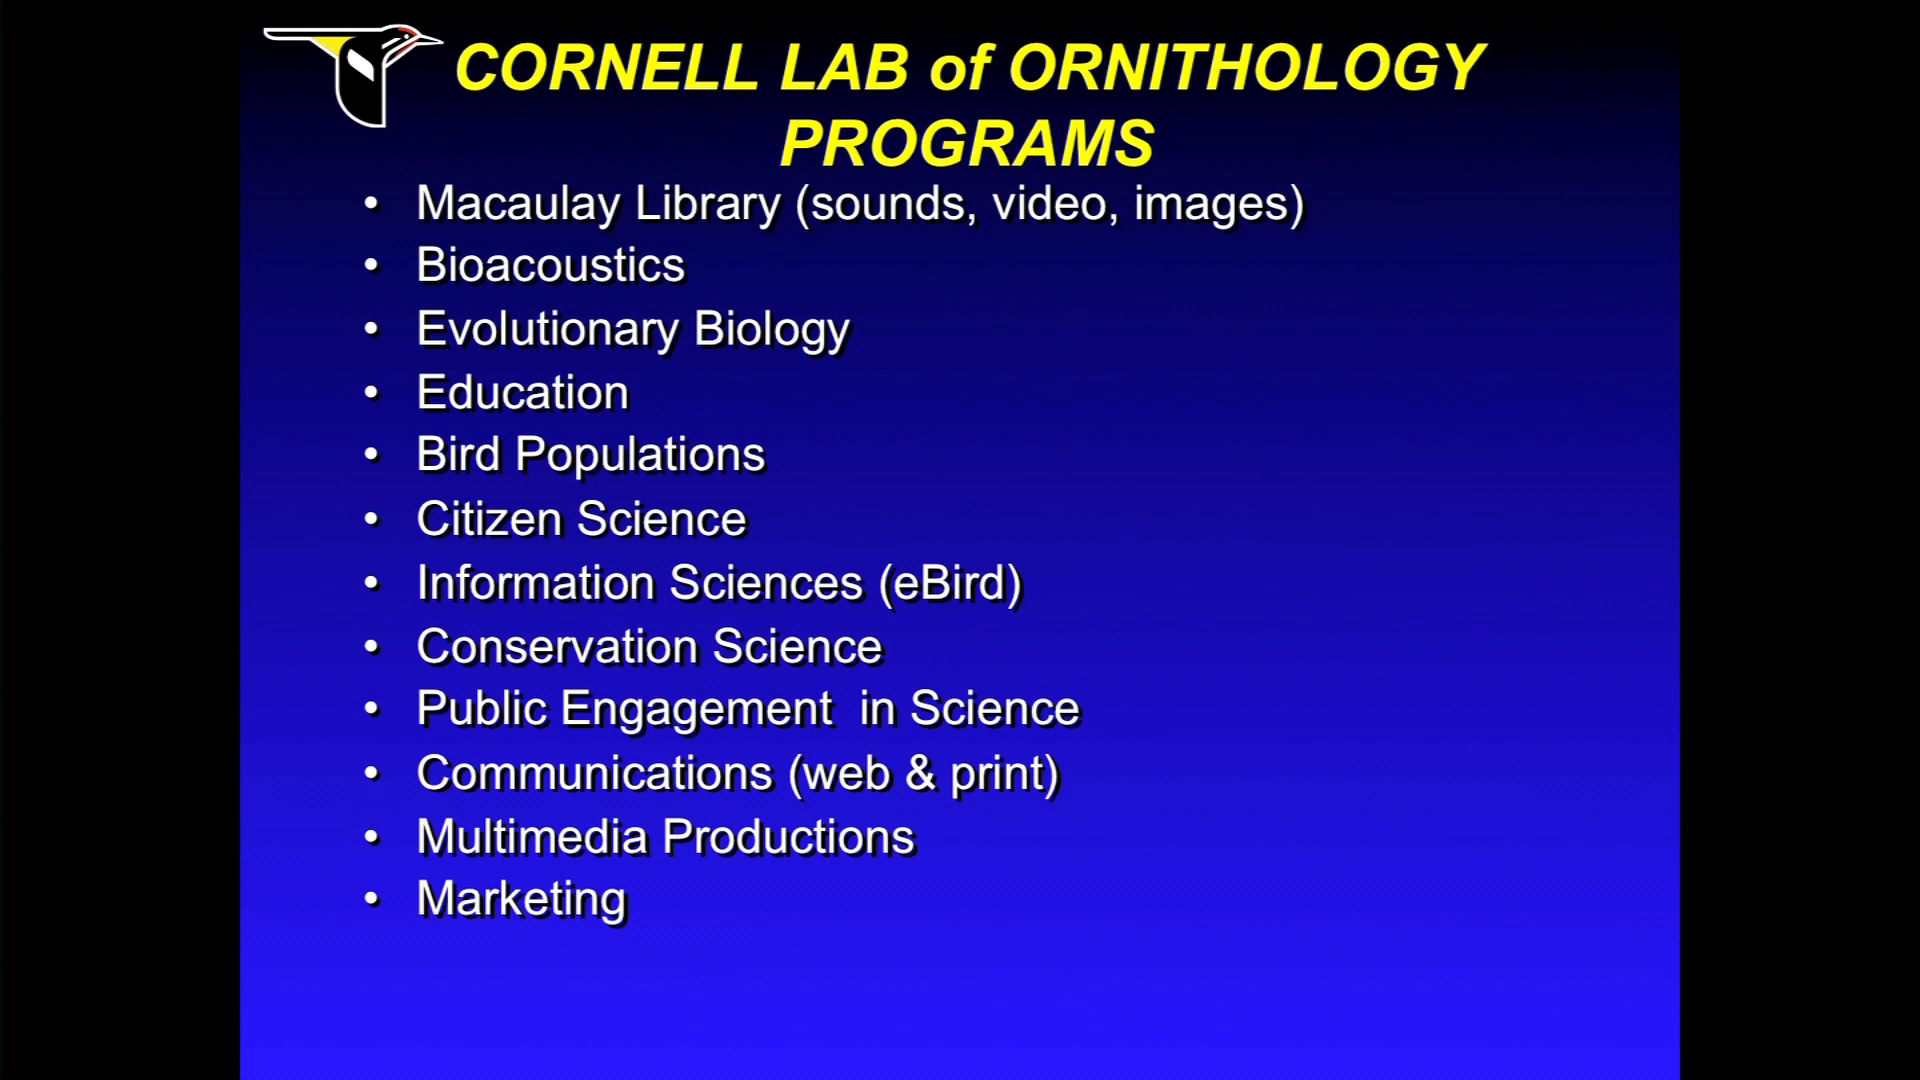 CORNELL LAB of ORNITHOLOGY
PROGRAMS
• Macaulay Library (sounds, video, images)
• Bioacoustics
• Evolutionary Biology
• Education
• Bird Populations
• Citizen Science
• Information Sciences (eBird)
• Conservation Science
• Public Engagement  in Science
• Communications (web & print)
• Multimedia Productions
• Marketing